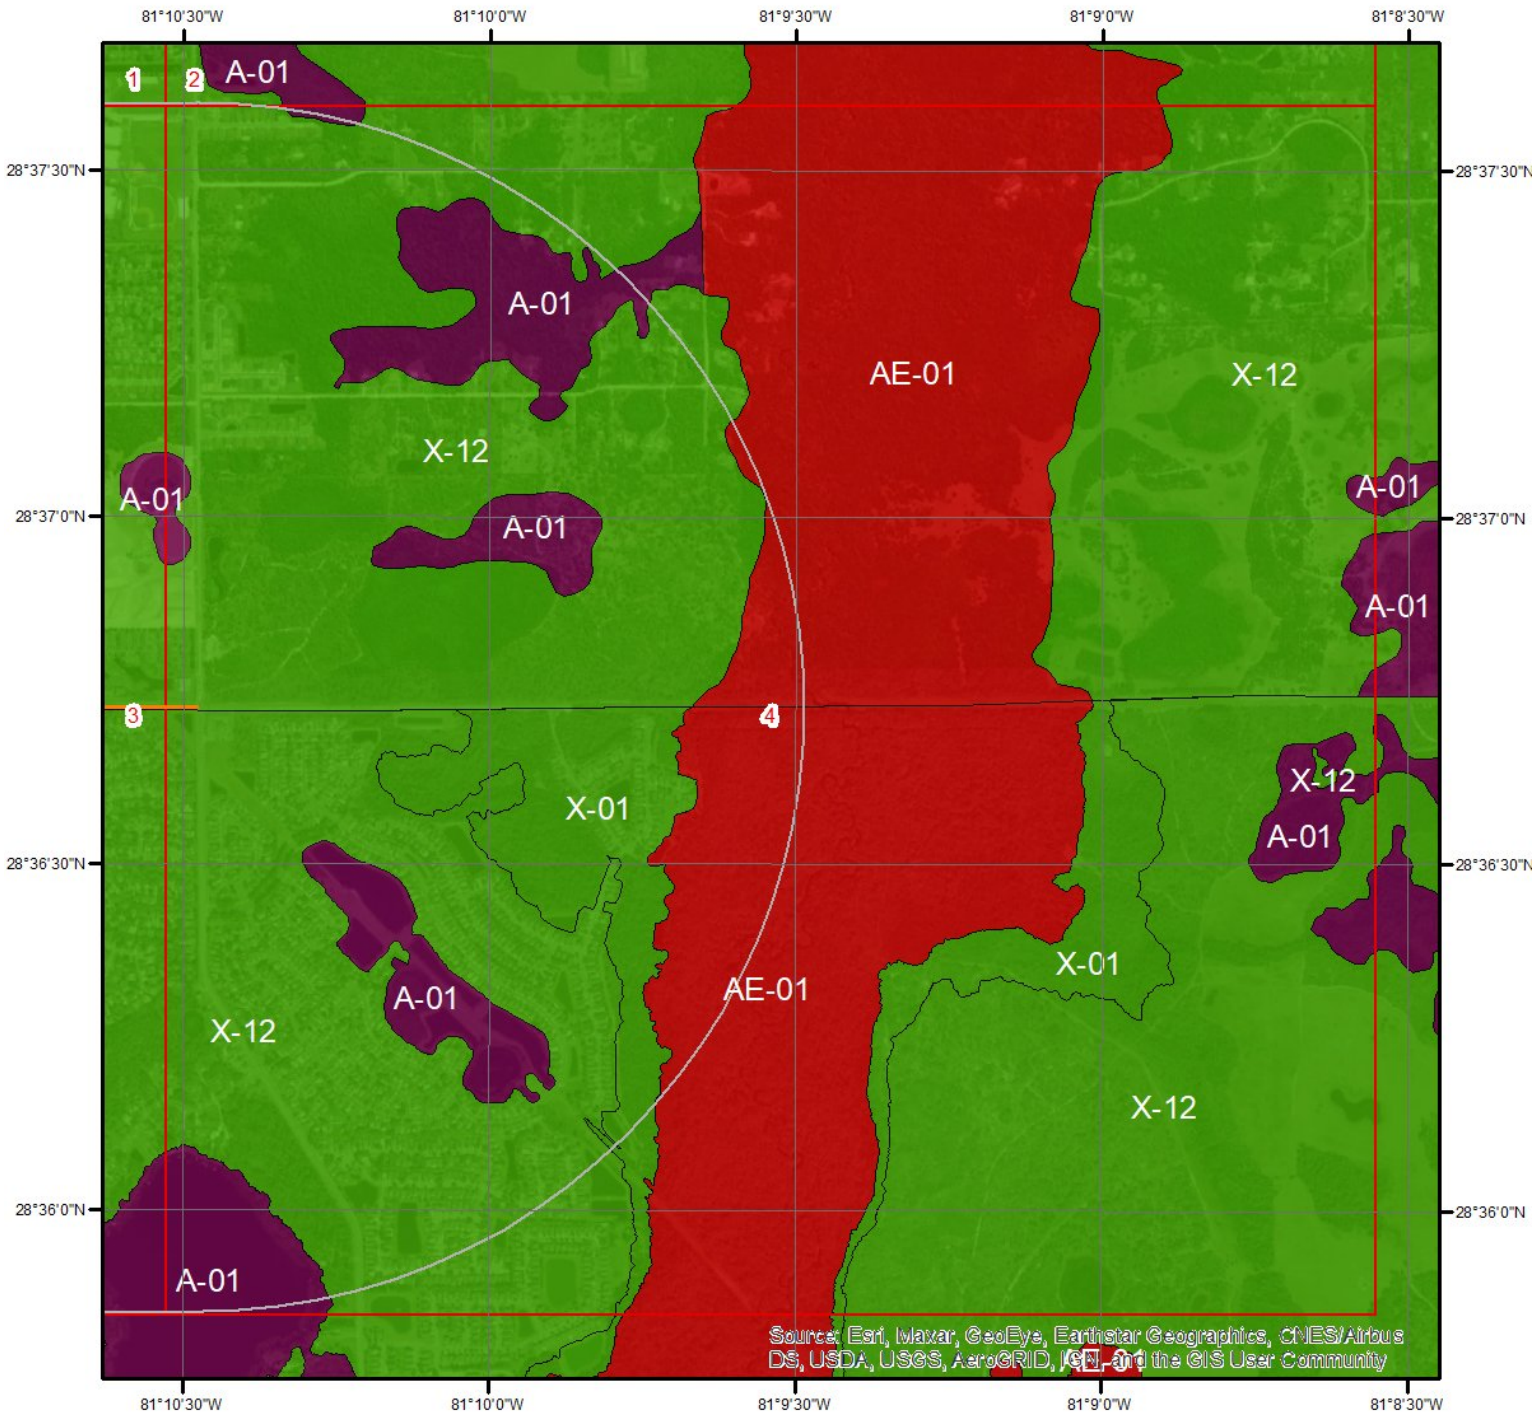 81°10'30"W 81°10'0"W 81°9'30"W 81°9'0"W 81°8'30"W
1 2 A-01
28°37'30"N 28°37'30"N
A-01
AE-01 X-12
X-12
A-01 A-01
28°37'0"N A-01 28°37'0"N
A-01
3 4
X-12
X-01
A-01
28°36'30"N 28°36'30"N
X-01
A-01 AE-01
X-12
X-12
28°36'0"N 28°36'0"N
A-01
Source: Esri, Maxar, GeoEye, Earthstar Geographics, CNES/Airbus
DS, USDA, USGS, AeroGRID, IGN, and the GIS User Community
AE-01
81°10'30"W 81°10'0"W 81°9'30"W 81°9'0"W 81°8'30"W